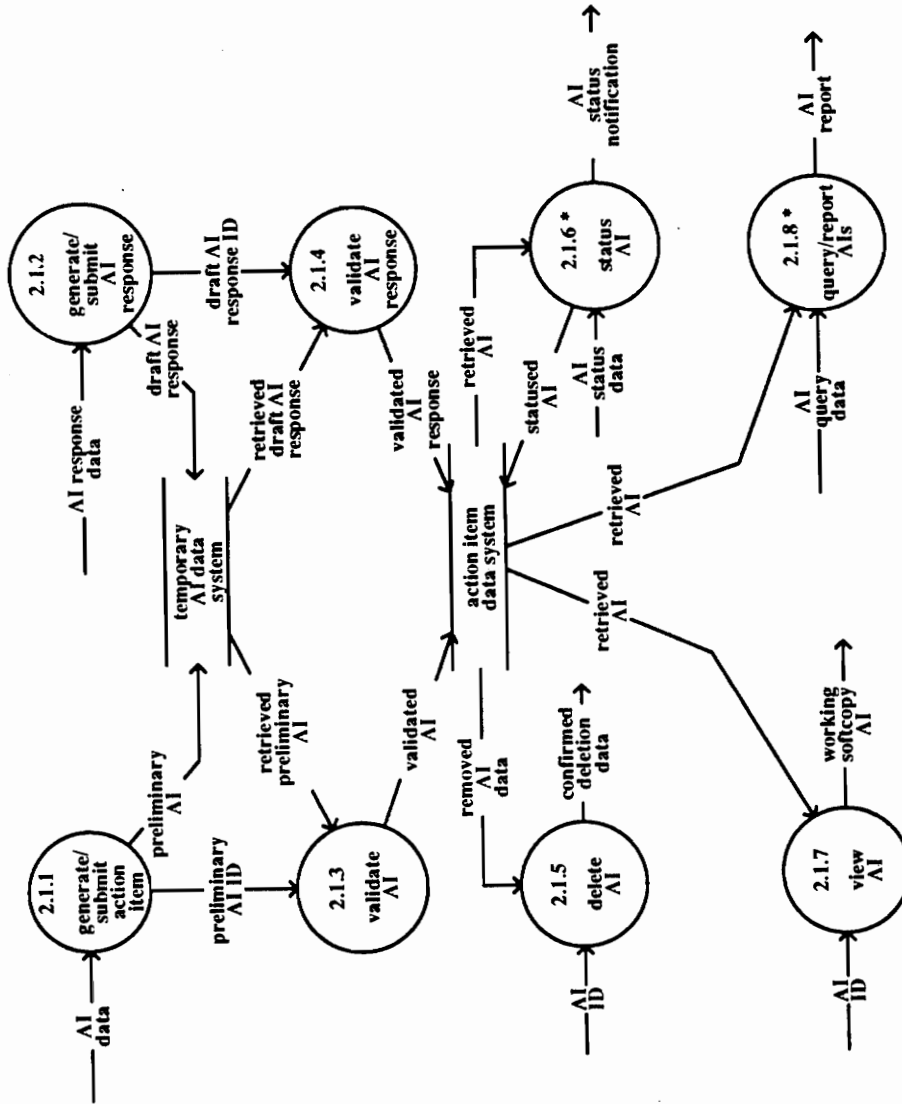 AI
data
2.1.1
generate/
submit
action
item
preliminary
AI
preliminary
AI ID
AI response
data
2.1.2
generate/
submit
AI
response
draft AI
response
draft AI
response ID
temporary
AI data
system
retrieved
preliminary
AI
retrieved
draft AI
response
2.1.3
validate
AI
2.1.4
validate
AI
response
validated
AI
validated
AI
response
action item
data system
removed
AI
data
AI
ID
2.1.5
delete
AI
confirmed
deletion
data
retrieved
AI
statused
AI
AI
status
data
2.1.6 *
status
AI
AI
status
notification
retrieved
AI
retrieved
AI
AI
ID
2.1.7
view
AI
working
softcopy
AI
AI
query
data
2.1.8 *
query/report
AIs
AI
report